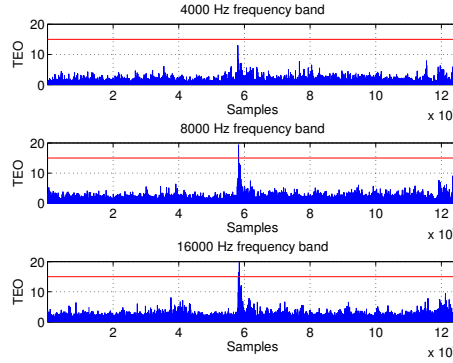 4000 Hz frequency band
20
10
0
TEO
2 4 6 8 10 12
Samples
x 10
8000 Hz frequency band
20
10
0
TEO
2 4 6 8 10 12
Samples
x 10
16000 Hz frequency band
20
10
0
TEO
2 4 6 8 10 12
Samples
x 10